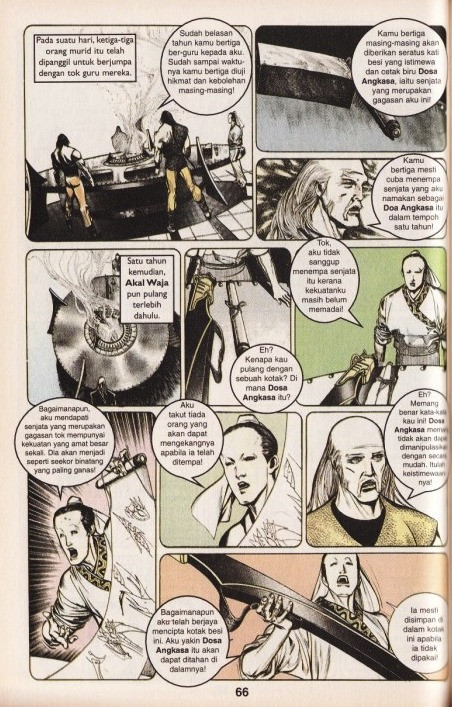 Pada suatu hari, ketiga-tiga
orang murid itu telah
dipanggil untuk berjumpa
dengan tok guru mereka.
Sudah belasan
tahun kamu bertiga
ber-guru kepada aku.
Sudah sampai waktu-
nya kamu bertiga diuji
hikmat dan kebolehan
masing-masing!
Kamu bertiga
masing-masing akan
diberikan seratus kati
besi yang istimewa
dan cetak biru Dosa
Angkasa, iaitu senjata
yang merupakan
gagasan aku ini!
Kamu
bertiga mesti
cuba menempa
senjata yang aku
namakan sebagai
Doa Angkasa itu
dalam tempoh
satu tahun!
Satu tahun
kemudian,
Akal Waja
pun pulang
terlebih
dahulu.
Eh?
Kenapa kau
pulang dengan
sebuah kotak? Di
mana Dosa
Angkasa itu?
Tok,
aku tidak
sanggup
menempa senjata
itu kerana
kekuatanku
masih belum
memadai!
Bagaimanapun,
aku mendapati
senjata yang merupakan
gagasan tok mempunyai
kekuatan yang amat besar
sekali. Dia akan menjadi
seperti seekor binatang
yang paling ganas!
Aku
takut tiada
orang yang
akan dapat
mengekangnya
apabila ia telah
ditempa!
Eh?
Memang
benar kata-kata
kau ini! Dosa
Angkasa
tidak akan
dimanipulasikan
dengan
mudah. Itulah
keistimewaan
nya!
Bagaimanapun
aku telah berjaya
mencipta kotak besi
ini. Aku yakin Dosa
Angkasa itu akan
dapat ditahan di
dalamnya!
Ia mesti
disimpan di
dalam kotak
ini apabila
ia tidak
dipakai!
66